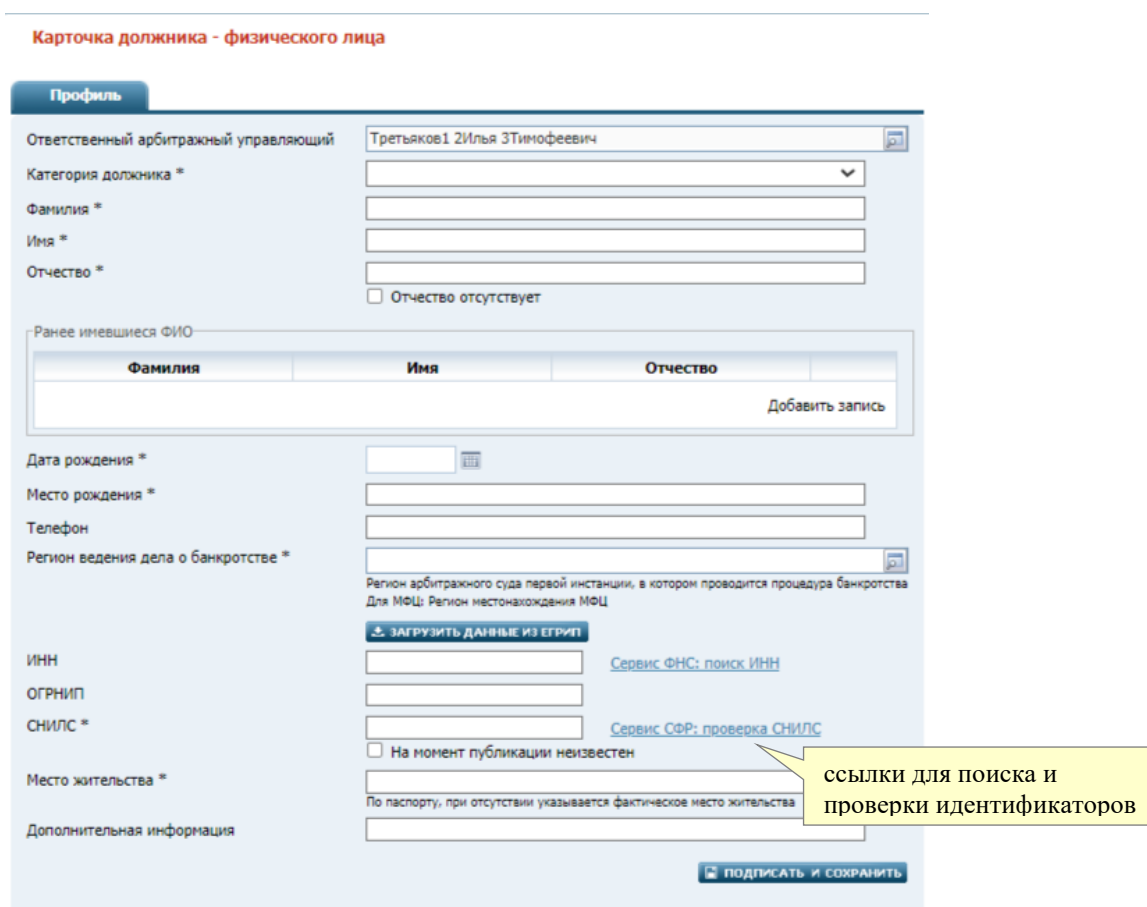 Карточка должника - физического лица
Профиль
Ответственный арбитражный управляющий
Третьяков1 2Илья 3Тимофеевич
Категория должника *
Фамилия *
Имя *
Отчество *
Отчество отсутствует
Ранее имевшиеся ФИО
Фамилия Имя Отчество
Добавить запись
Дата рождения *
Место рождения *
Телефон
Регион ведения дела о банкротстве *
Регион арбитражного суда первой инстанции, в котором проводится процедура банкротства
Для МФЦ: Регион местонахождения МФЦ
ЗАГРУЗИТЬ ДАННЫЕ ИЗ ЕГРИП
ИНН
Сервис ФНС: поиск ИНН
ОГРНИП
СНИЛС *
Сервис СФР: проверка СНИЛС
На момент публикации неизвестен
ссылки для поиска и
проверки идентификаторов
Место жительства *
По паспорту, при отсутствии указывается фактическое место жительства
Дополнительная информация
ПОДПИСАТЬ И СОХРАНИТЬ